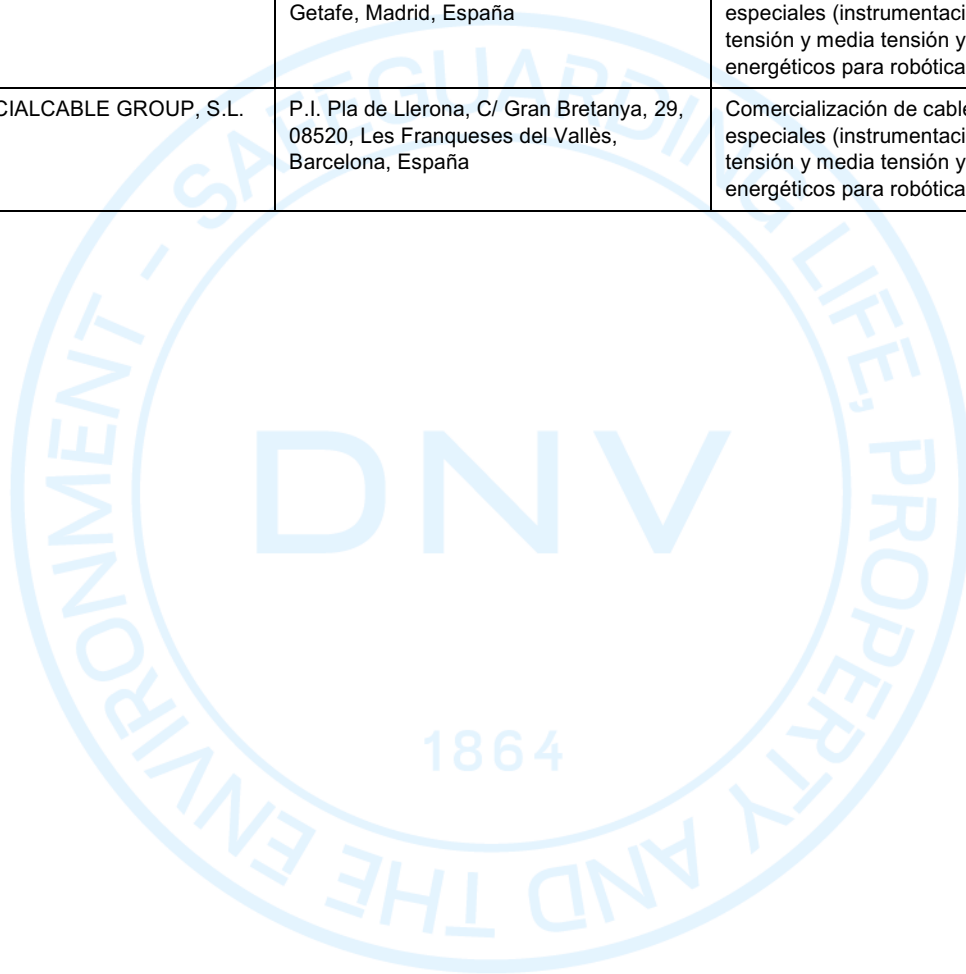 Getafe, Madrid, España
especiales (instrumentaci
tensión y media tensión y
energéticos para robótica
CIALCABLE GROUP, S.L.
P.I. Pla de Llerona, C/ Gran Bretanya, 29,
08520, Les Franqueses del Vallès,
Barcelona, España
Comercialización de cable
especiales (instrumentaci
tensión y media tensión y
energéticos para robótica
SAFEGUARDING LIFE, PROPERTY AND THE ENVIRONMENT -
DNV
1864